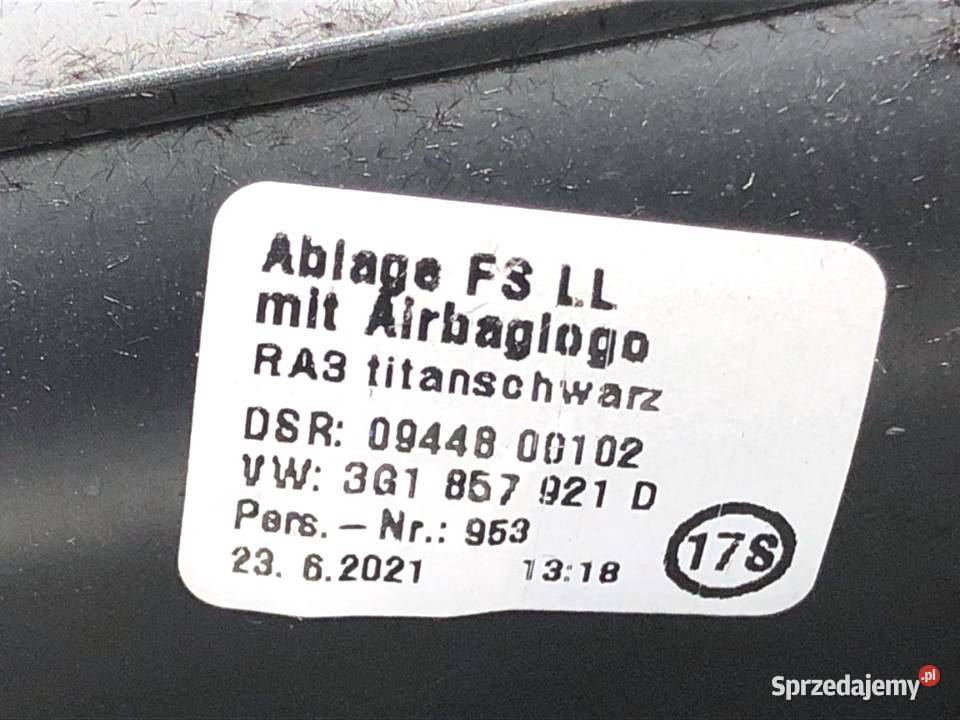 Ablage FS LL
mit Airbaglogo
RA3 titanschwarz
DSR: 09448 00102
VW: 3G1 857 921 D
Pers. - Nr.: 953
23. 6.2021 13:18
17S
Sprzedajemy.pl